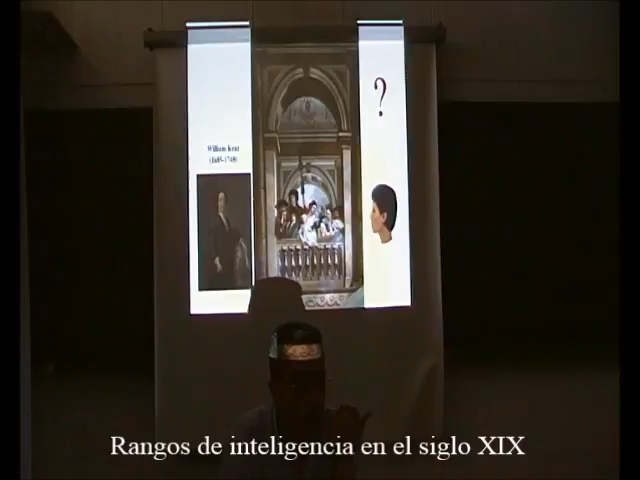 William Kent
(1685-1748)
?
Rangos de inteligencia en el siglo XIX